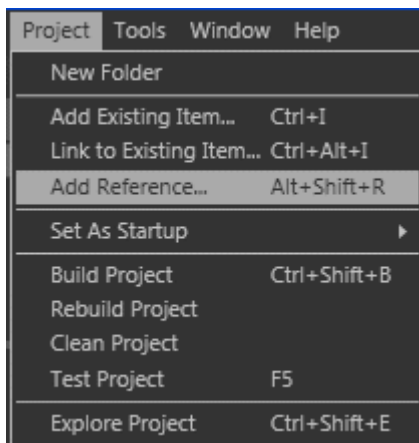 Project Tools Window Help
New Folder
Add Existing Item... Ctrl+I
Link to Existing Item... Ctrl+Alt+I
Add Reference... Alt+Shift+R
Set As Startup
Build Project Ctrl+Shift+B
Rebuild Project
Clean Project
Test Project F5
Explore Project Ctrl+Shift+E